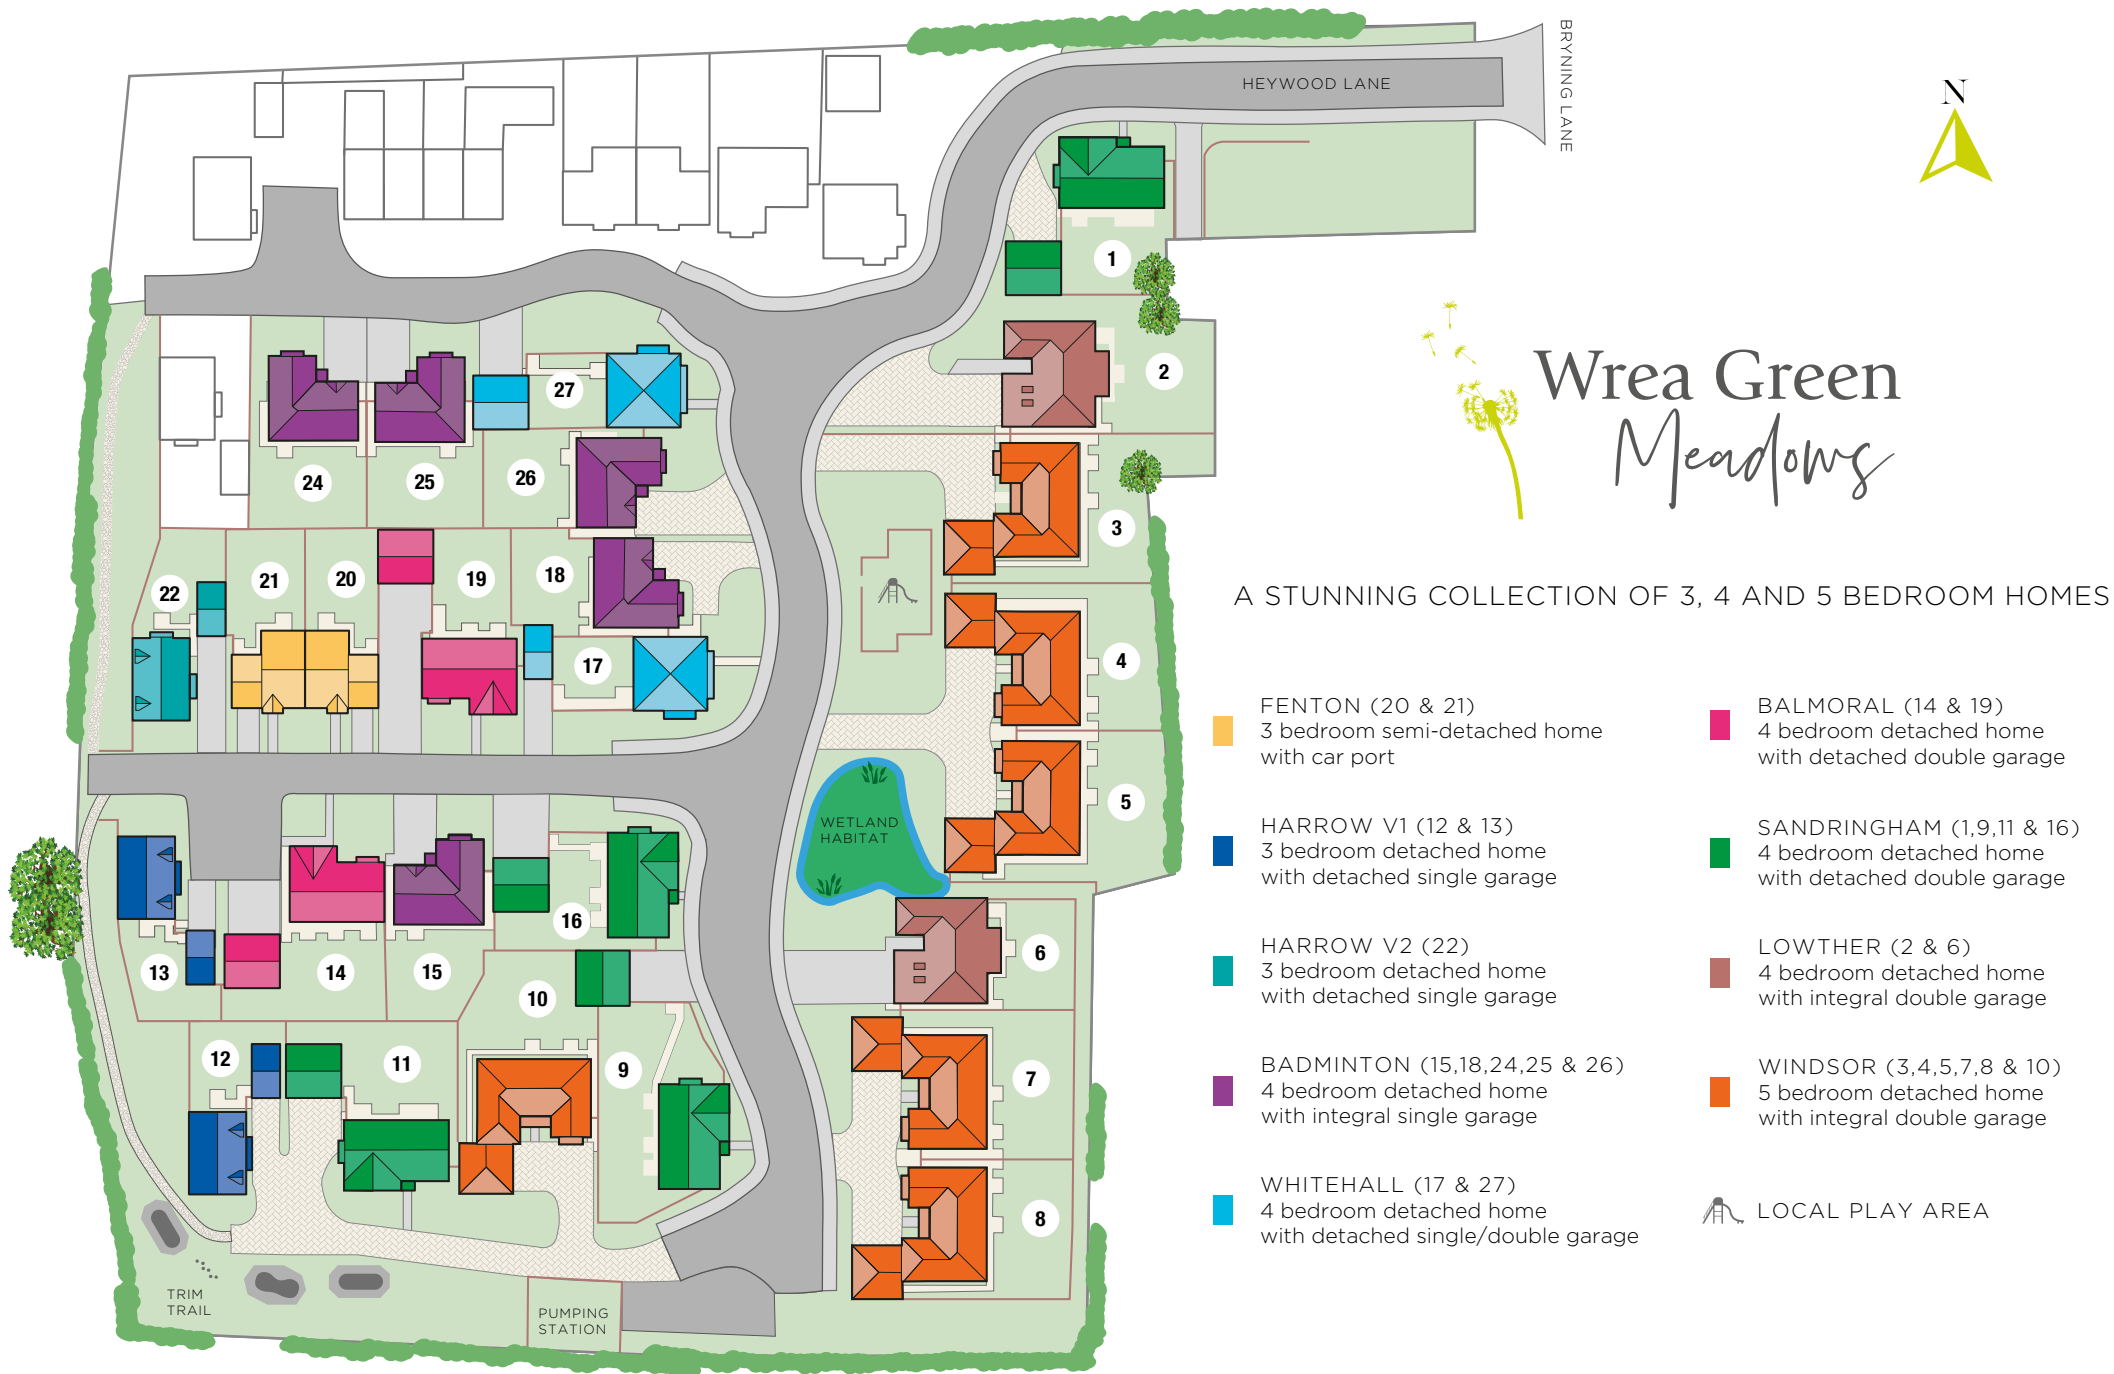 HEYWOOD LANE
BRYNING LANE
N
1
2
27
24
25
26
3
22
21
20
19
18
17
4
5
WETLAND
HABITAT
16
6
13
14
15
10
12
11
9
7
8
TRIM
TRAIL
PUMPING
STATION
Wrea Green
Meadows
A STUNNING COLLECTION OF 3, 4 AND 5 BEDROOM HOMES
FENTON (20 & 21)
3 bedroom semi-detached home
with car port
HARROW V1 (12 & 13)
3 bedroom detached home
with detached single garage
HARROW V2 (22)
3 bedroom detached home
with detached single garage
BADMINTON (15,18,24,25 & 26)
4 bedroom detached home
with integral single garage
WHITEHALL (17 & 27)
4 bedroom detached home
with detached single/double garage
BALMORAL (14 & 19)
4 bedroom detached home
with detached double garage
SANDRINGHAM (1,9,11 & 16)
4 bedroom detached home
with detached double garage
LOWTHER (2 & 6)
4 bedroom detached home
with integral double garage
WINDSOR (3,4,5,7,8 & 10)
5 bedroom detached home
with integral double garage
LOCAL PLAY AREA